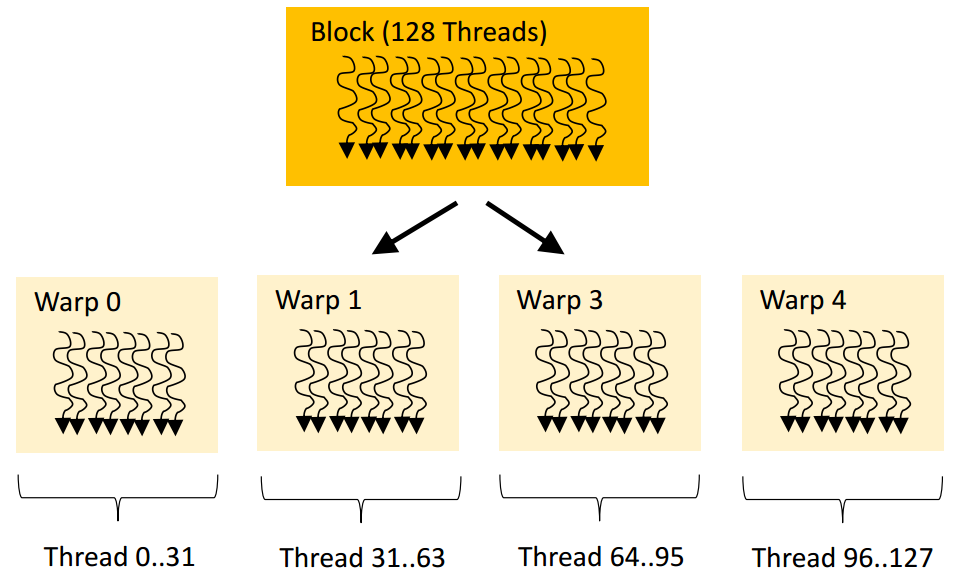 Block (128 Threads)
Warp 0
Warp 1
Warp 3
Warp 4
Thread 0..31
Thread 31..63
Thread 64..95
Thread 96..127